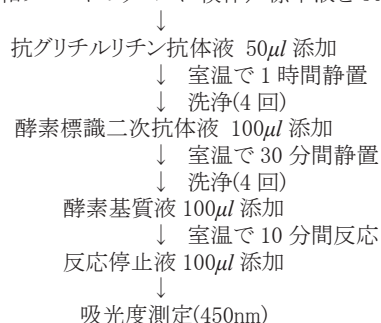 ↓
抗グリチルリチン抗体液 50μl 添加
↓ 室温で 1 時間静置
↓ 洗浄(4 回)
酵素標識二次抗体液 100μl 添加
↓ 室温で 30 分間静置
↓ 洗浄(4 回)
酵素基質液 100μl 添加
↓ 室温で 10 分間反応
反応停止液 100μl 添加
↓
吸光度測定(450nm)